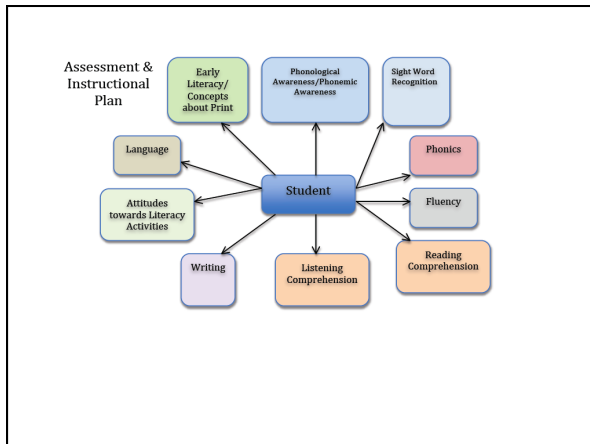 Assessment &
Instructional
Plan
Early
Literacy/
Concepts
about Print
Phonological
Awareness/Phonemic
Awareness
Sight Word
Recognition
Language
Phonics
Student
Attitudes
towards Literacy
Activities
Fluency
Writing
Listening
Comprehension
Reading
Comprehension